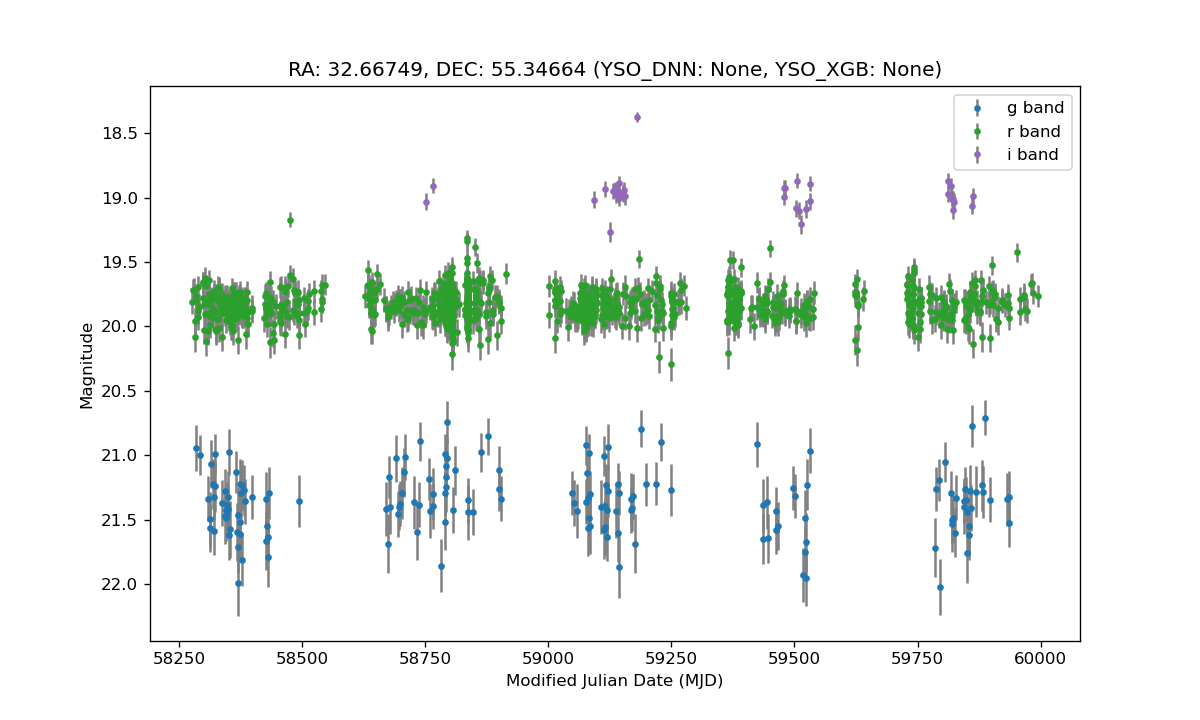 RA: 32.66749, DEC: 55.34664 (YSO_DNN: None, YSO_XGB: None)
g band
r band
i band
18.5
19.0
19.5
20.0
20.5
21.0
21.5
22.0
Magnitude
58250 58500 58750 59000 59250 59500 59750 60000
Modified Julian Date (MJD)